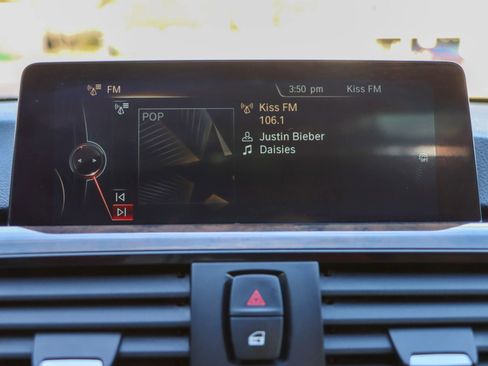 FM
3:50 pm
Kiss FM
POP
Kiss FM
106.1
Justin Bieber
Daisies